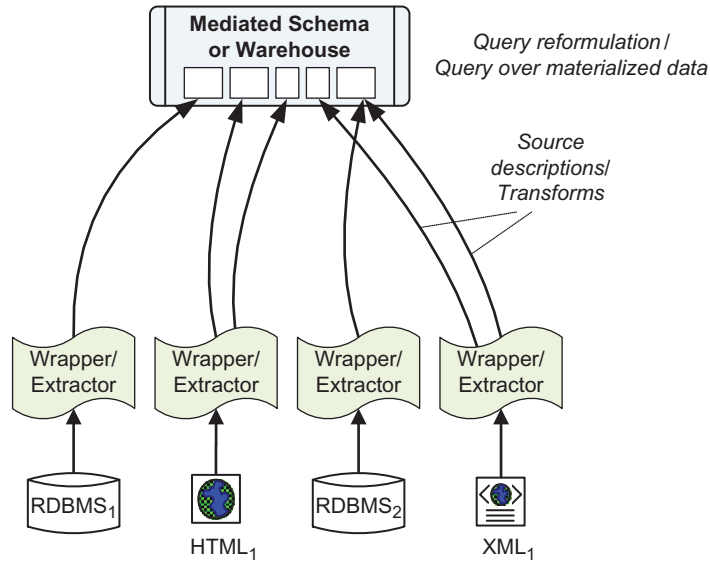 Mediated Schema
or Warehouse
Query reformulation/
Query over materialized data
Source
descriptions/
Transforms
Wrapper/
Extractor
Wrapper/
Extractor
Wrapper/
Extractor
Wrapper/
Extractor
RDBMS₁
HTML₁
RDBMS₂
XML₁